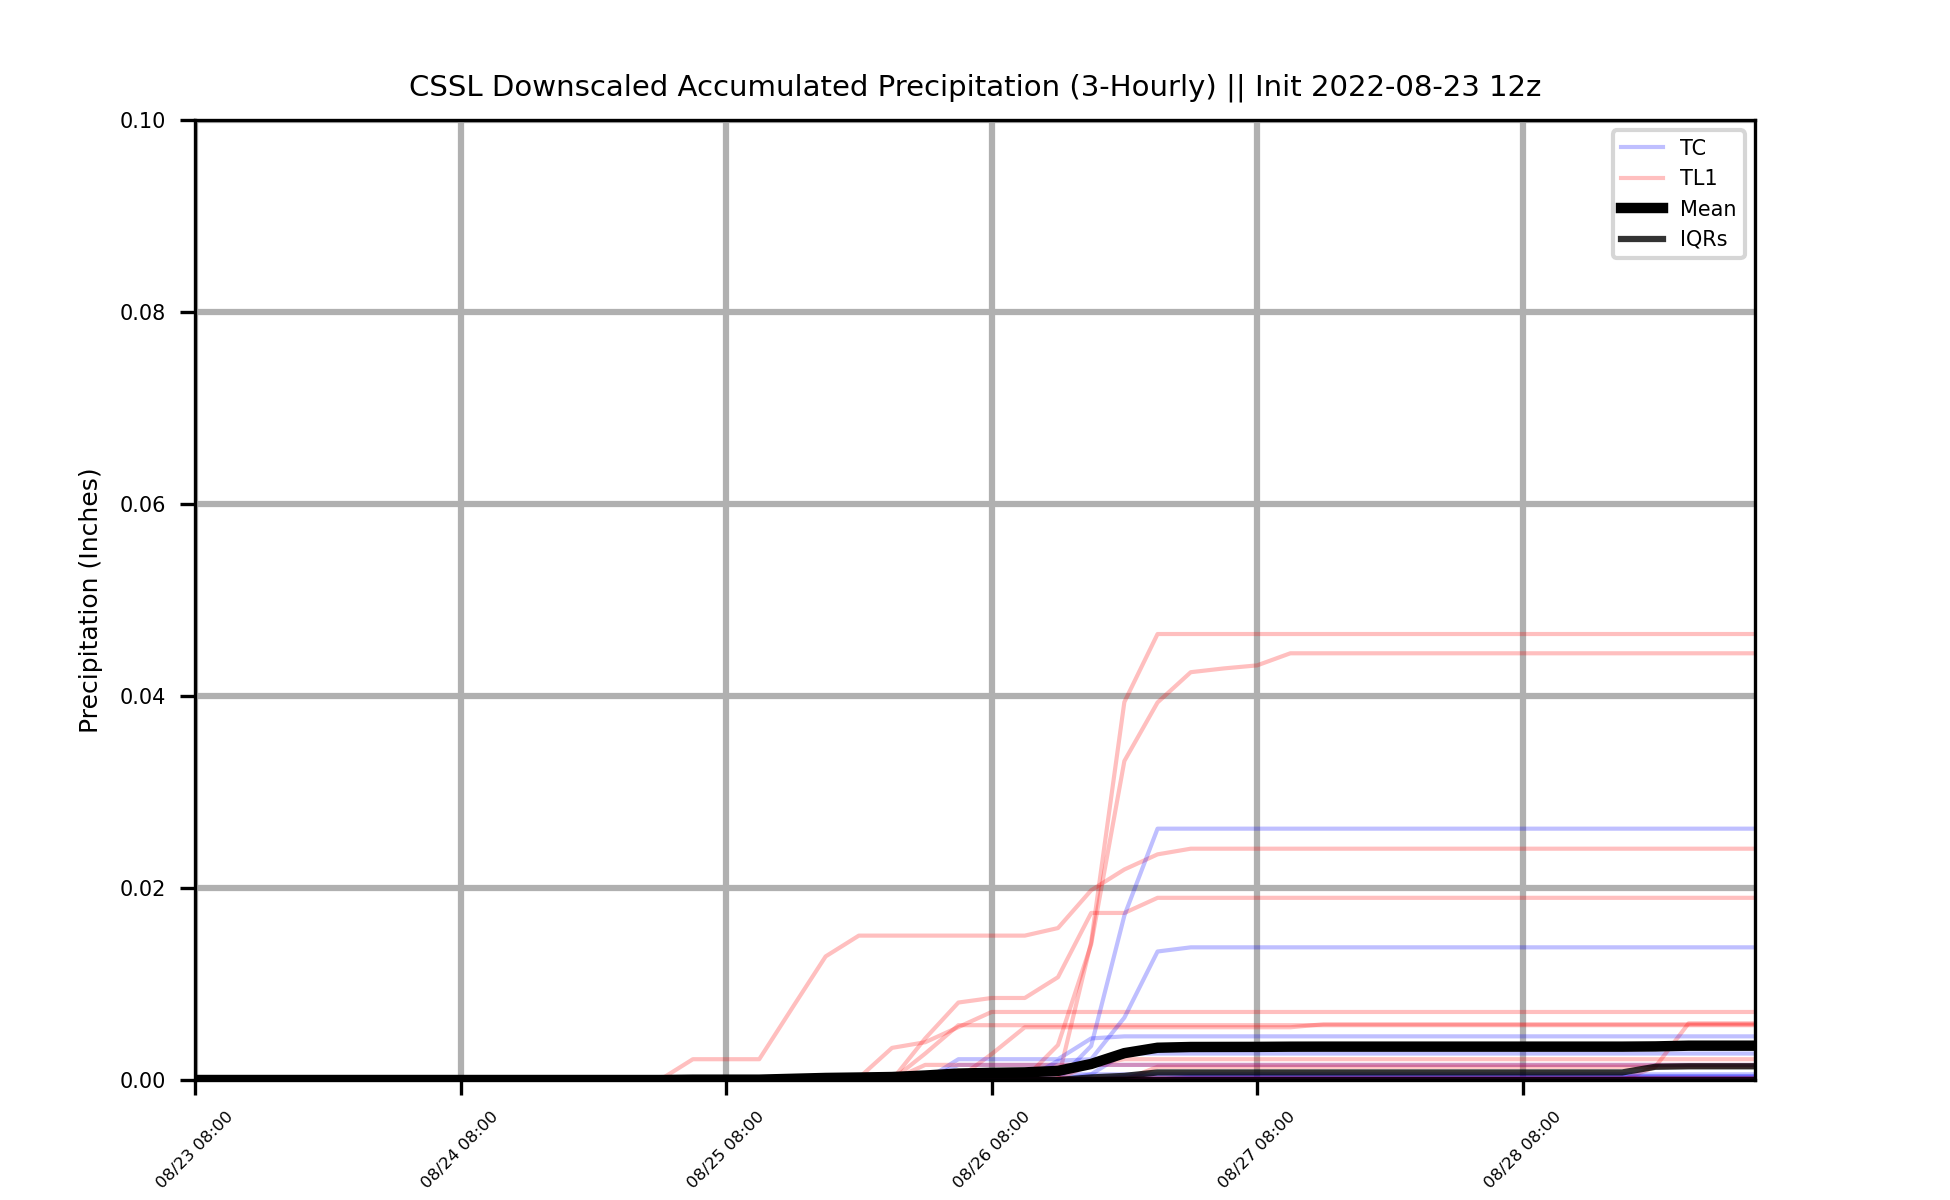 CSSL Downscaled Accumulated Precipitation (3-Hourly) || Init 2022-08-23 12z
TC
TL1
Mean
IQRs
Precipitation (Inches)
0.10
0.08
0.06
0.04
0.02
0.00
08/23 08:00
08/24 08:00
08/25 08:00
08/26 08:00
08/27 08:00
08/28 08:00